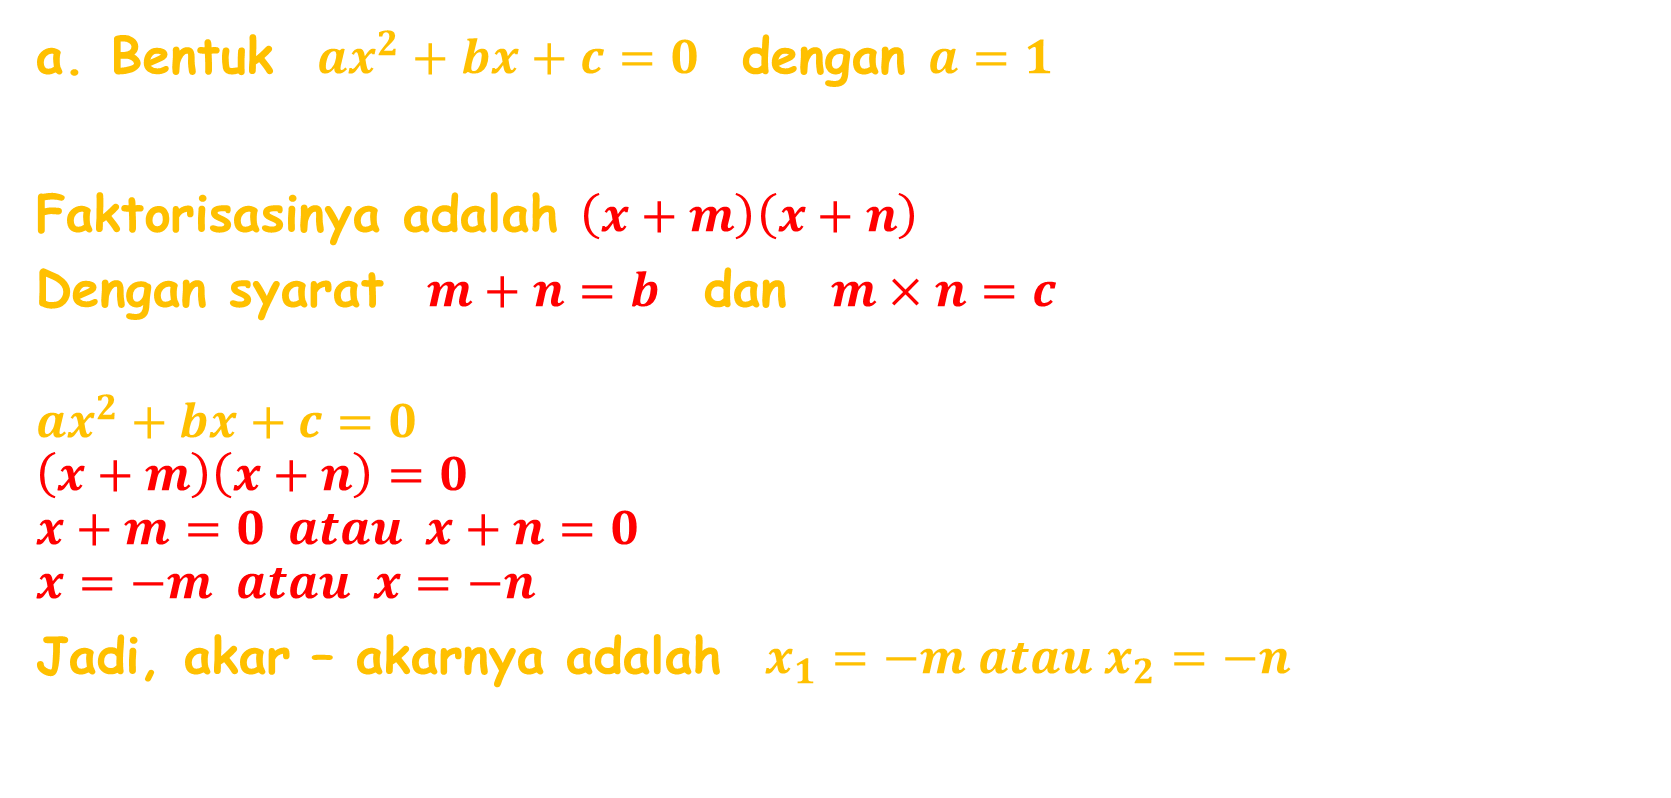 a. Bentuk ax² + bx + c = 0 dengan a = 1
Faktorisasinya adalah (x + m)(x + n)
Dengan syarat m + n = b dan m × n = c
ax² + bx + c = 0
(x + m)(x + n) = 0
x + m = 0 atau x + n = 0
x = −m atau x = −n
Jadi, akar – akarnya adalah x₁ = −m atau x₂ = −n